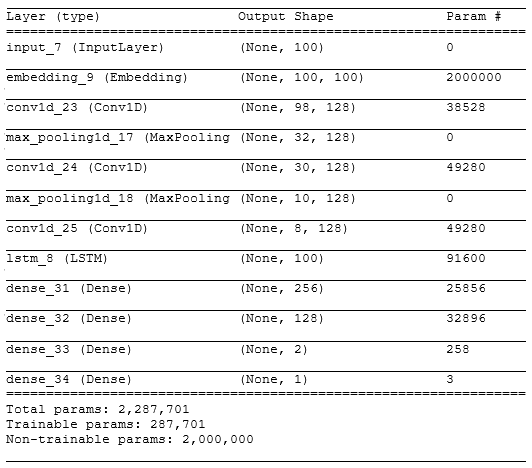 Layer (type) Output Shape Param #
input_7 (InputLayer) (None, 100) 0
embedding_9 (Embedding) (None, 100, 100) 2000000
conv1d_23 (Conv1D) (None, 98, 128) 38528
max_pooling1d_17 (MaxPooling (None, 32, 128) 0
conv1d_24 (Conv1D) (None, 30, 128) 49280
max_pooling1d_18 (MaxPooling (None, 10, 128) 0
conv1d_25 (Conv1D) (None, 8, 128) 49280
lstm_8 (LSTM) (None, 100) 91600
dense_31 (Dense) (None, 256) 25856
dense_32 (Dense) (None, 128) 32896
dense_33 (Dense) (None, 2) 258
dense_34 (Dense) (None, 1) 3
Total params: 2,287,701
Trainable params: 287,701
Non-trainable params: 2,000,000